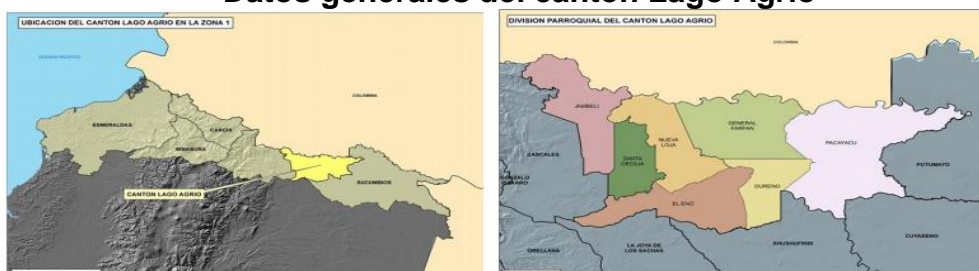 Datos generales del cantón Lago Agrio
UBICACION DEL CANTON LAGO AGRIO EN LA ZONA 1
OCEANO PACIFICO
COLOMBIA
ESMERALDAS
CARCHI
IMBABURA
SUCUMBIOS
CANTON LAGO AGRIO
DIVISION PARROQUIAL DEL CANTON LAGO AGRIO
COLOMBIA
JAMBELI
GENERAL FARFAN
NUEVA LOJA
PACAYACU
SANTA CECILIA
CASCALES
PUTUMAYO
GONZALO
DURENO
EL ENO
CUYABENO
SHUSHUFINDI
ORELLANA
LA JOYA DE LOS SACHAS